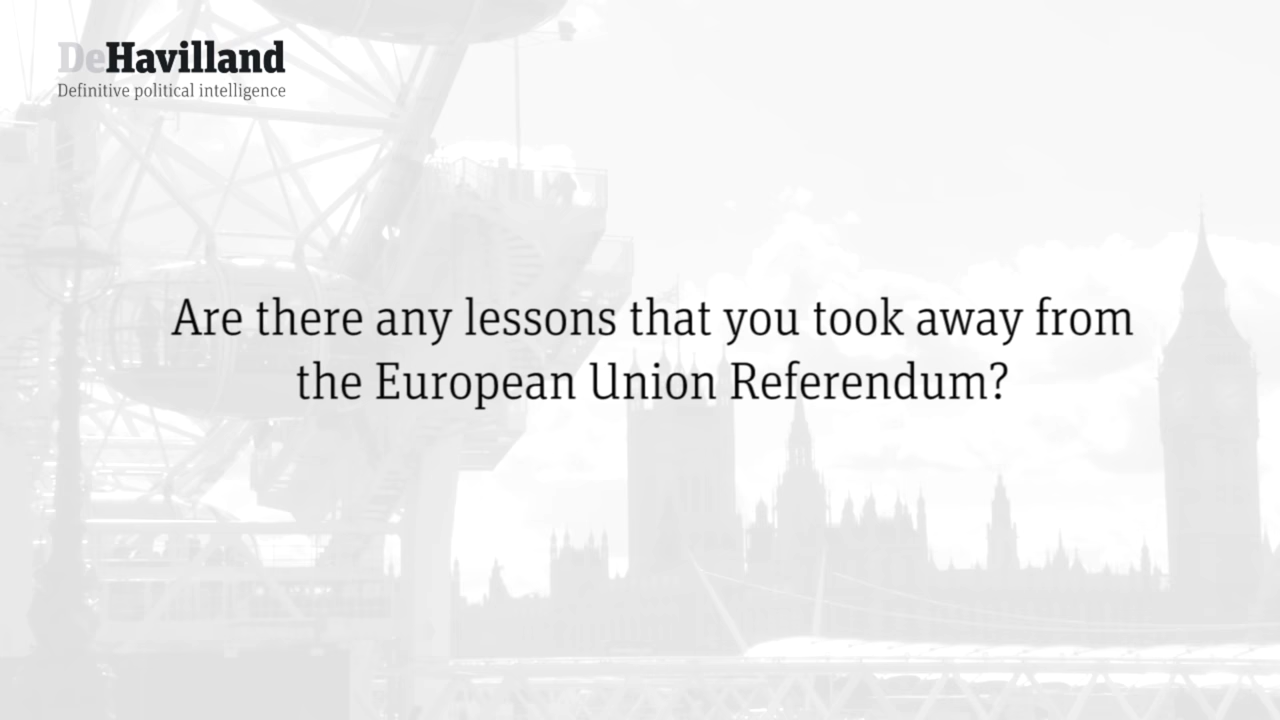 DeHavilland
Definitive political intelligence
Are there any lessons that you took away from
the European Union Referendum?